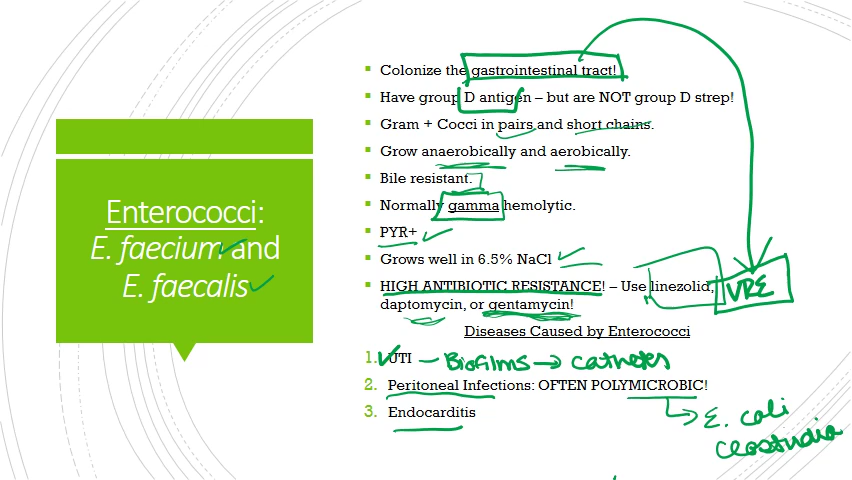 Enterococci:
E. faecium and
E. faecalis
Colonize the gastrointestinal tract!
Have group D antigen – but are NOT group D strep!
Gram + Cocci in pairs and short chains.
Grow anaerobically and aerobically.
Bile resistant.
Normally gamma hemolytic.
PYR+
Grows well in 6.5% NaCl
HIGH ANTIBIOTIC RESISTANCE! – Use linezolid, VRE
daptomycin, or gentamycin!
Diseases Caused by Enterococci
1. UTI – Biofilms → catheters
2. Peritoneal Infections: OFTEN POLYMICROBIC!
3. Endocarditis
→ E. coli
Clostridia